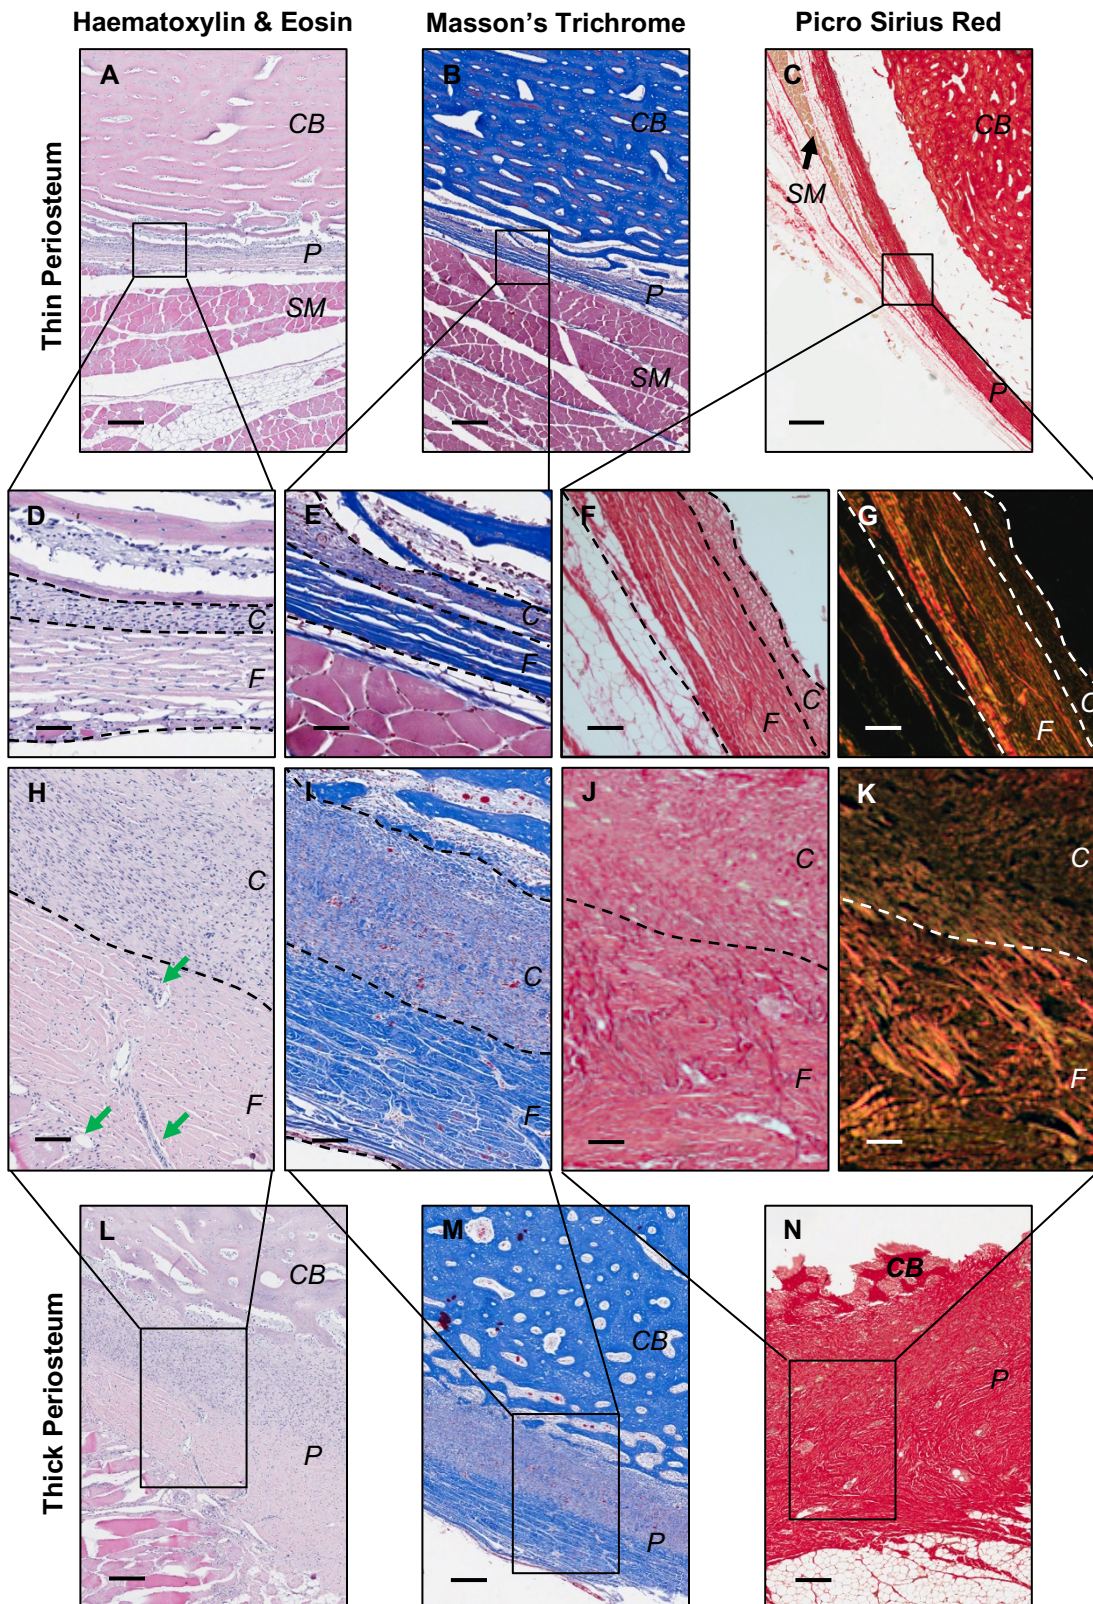 Haematoxylin & Eosin Masson's Trichrome Picro Sirius Red
Thin Periosteum
A CB P SM
B CB P SM
C CB SM P
D C F
E C F
F C F
G C F
H C F
I C F
J C F
K C F
Thick Periosteum
L CB P
M CB P
N CB P